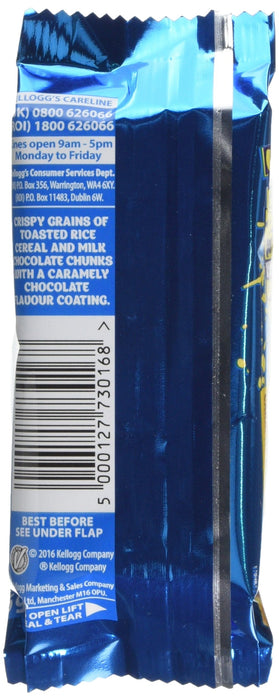 KELLOGG'S CARELINE
(UK) 0800 626066
(ROI) 1800 626066
Lines open 9am - 5pm
Monday to Friday
Kellogg's Consumer Services Dept.
(UK) P.O. Box 356, Warrington, WA4 6XY.
(ROI) P.O. Box 11483, Dublin 6W.
CRISPY GRAINS OF
TOASTED RICE
CEREAL AND MILK
CHOCOLATE CHUNKS
WITH A CARAMELY
CHOCOLATE
FLAVOUR COATING.
5 000127 730168 >
BEST BEFORE
SEE UNDER FLAP
© 2016 Kellogg Company
® Kellogg Company
Kellogg Marketing & Sales Company
Ltd, Manchester M16 OPU.
OPEN LIFT
SEAL & TEAR